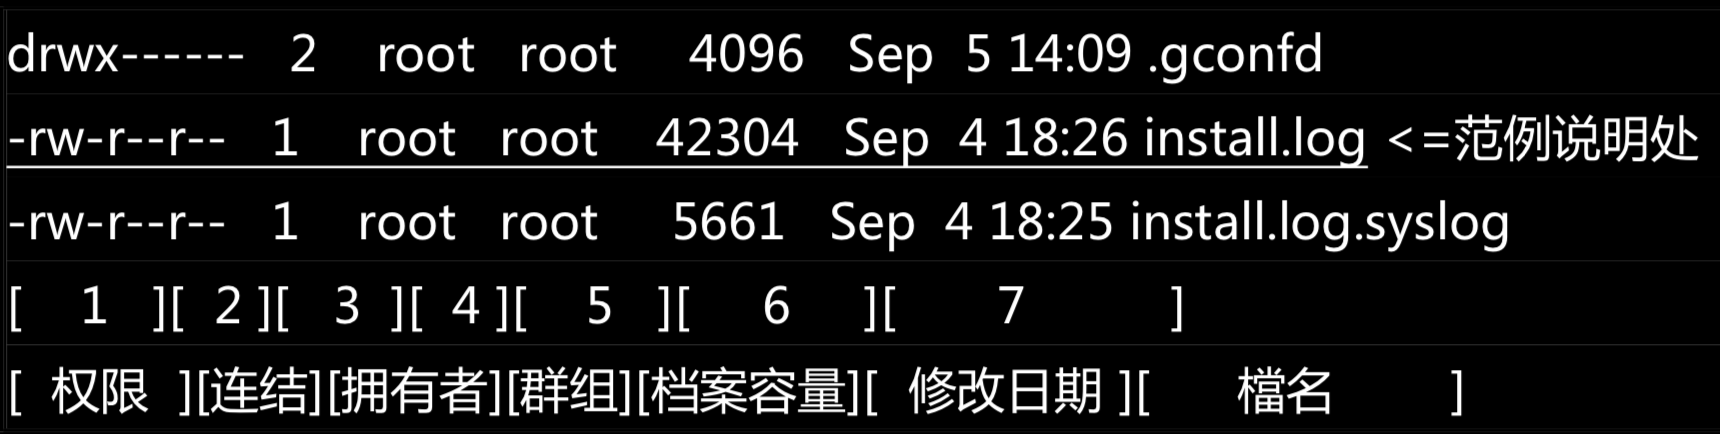 drwx------ 2 root root 4096 Sep 5 14:09 .gconfd
-rw-r--r-- 1 root root 42304 Sep 4 18:26 install.log <=范例说明处
-rw-r--r-- 1 root root 5661 Sep 4 18:25 install.log.syslog
[ 1 ][ 2 ][ 3 ][ 4 ][ 5 ][ 6 ][ 7 ]
[ 权限 ][连结][拥有者][群组][档案容量][ 修改日期 ][ 檔名 ]